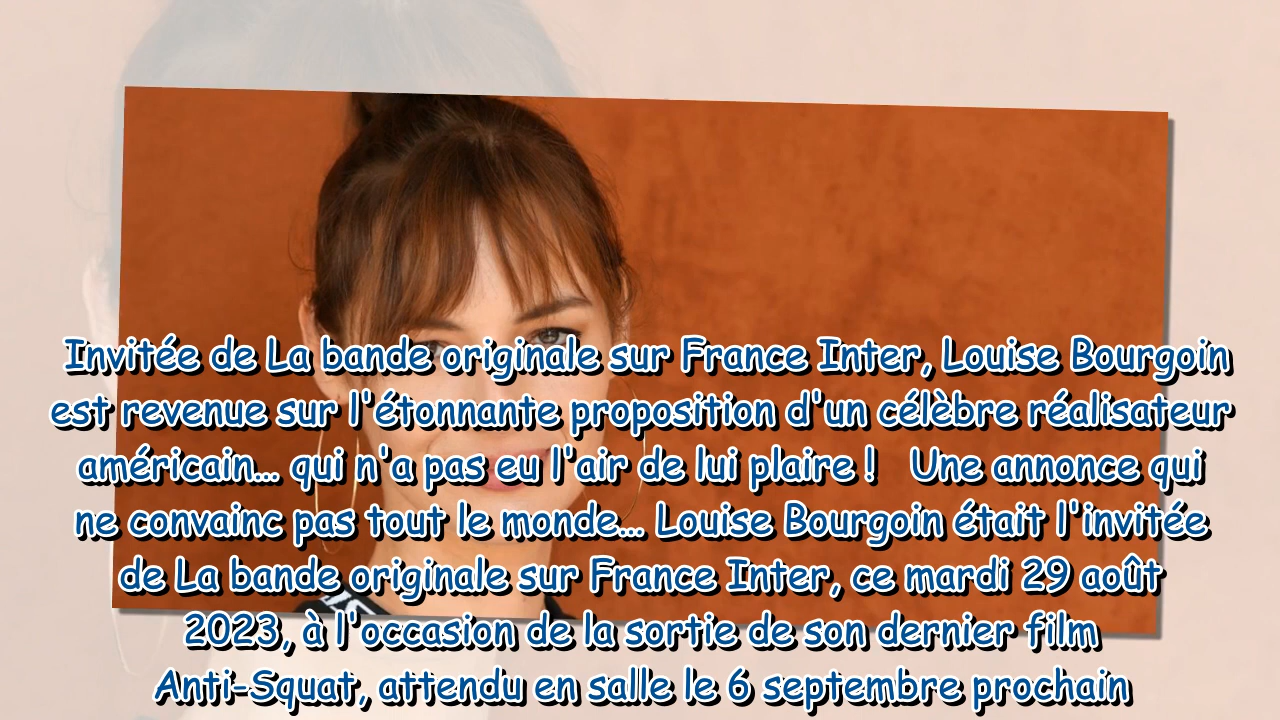 Invitée de La bande originale sur France Inter, Louise Bourgoin
est revenue sur l'étonnante proposition d'un célèbre réalisateur
américain... qui n'a pas eu l'air de lui plaire ! Une annonce qui
ne convainc pas tout le monde... Louise Bourgoin était l'invitée
de La bande originale sur France Inter, ce mardi 29 août
2023, à l'occasion de la sortie de son dernier film
Anti-Squat, attendu en salle le 6 septembre prochain